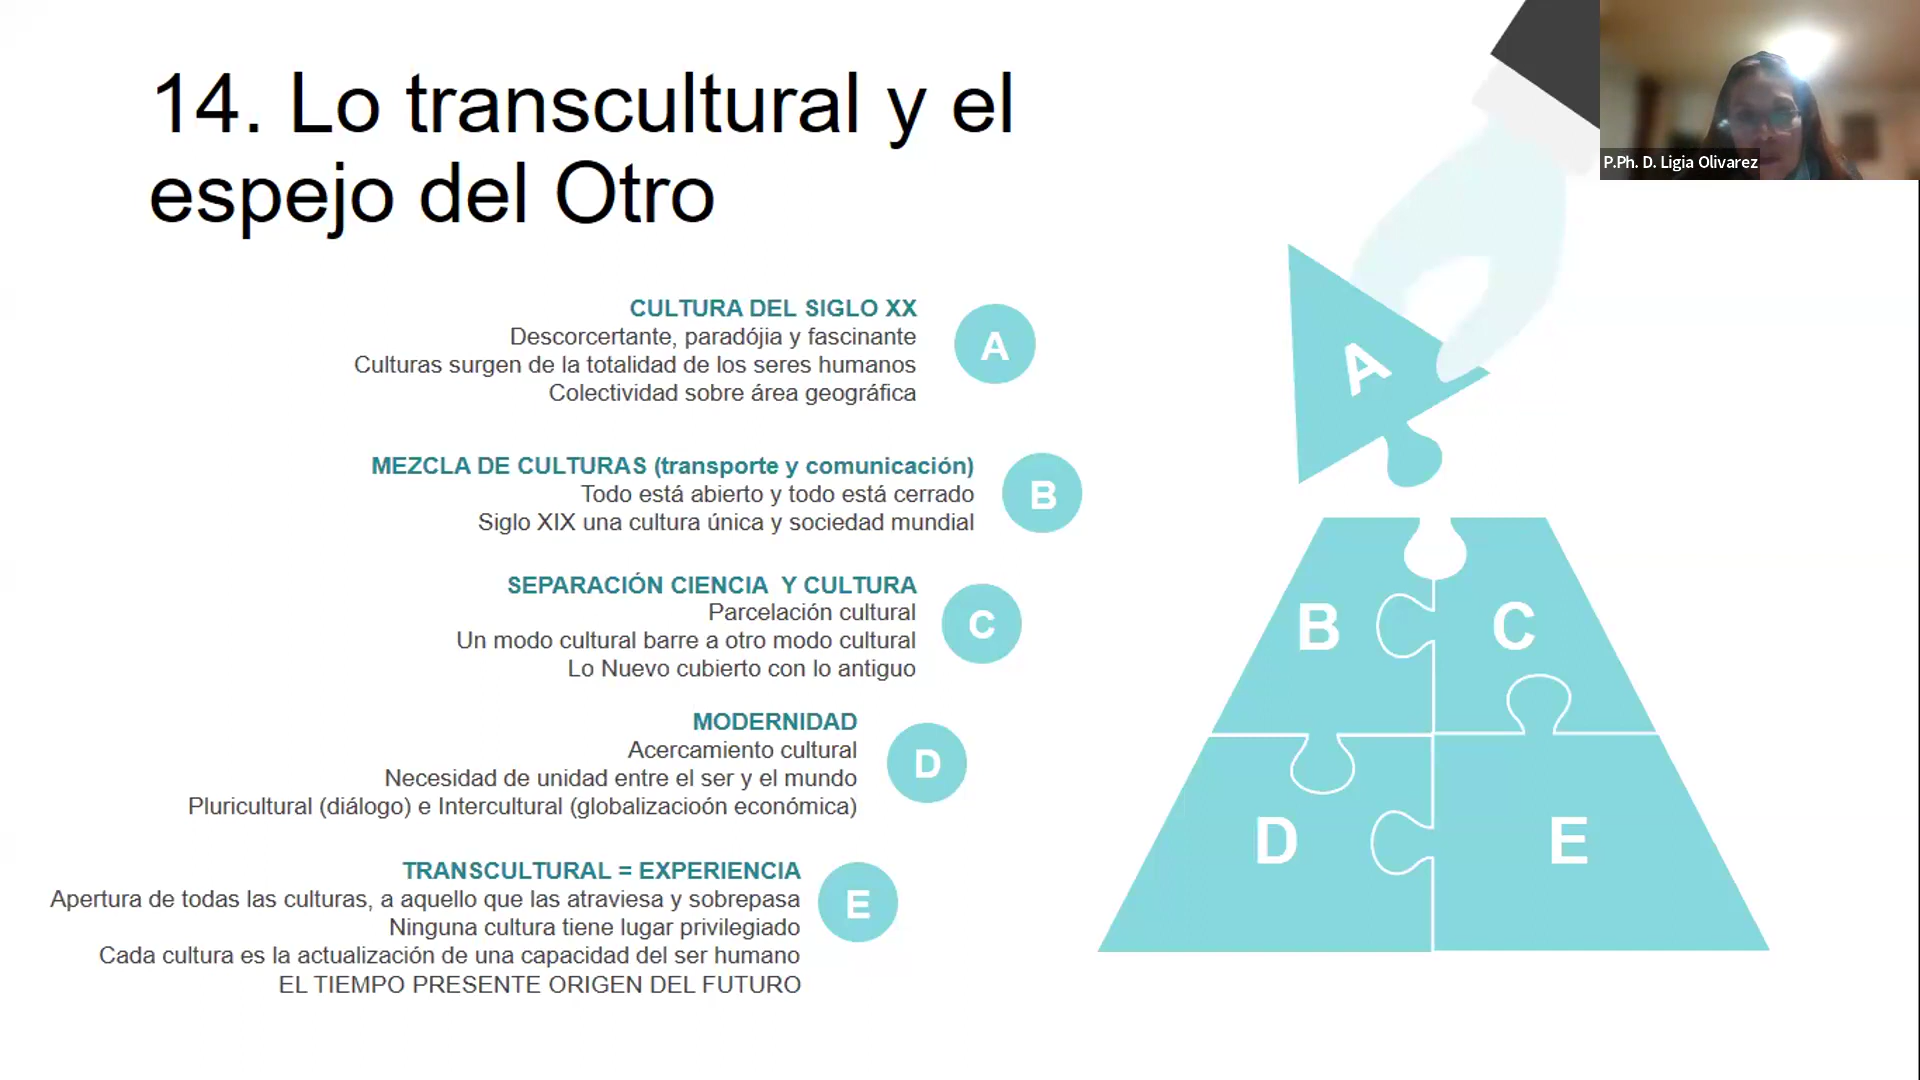 14. Lo transcultural y el
espejo del Otro
P.Ph. D. Ligia Olivarez
CULTURA DEL SIGLO XX
Descorcertante, paradójia y fascinante
Culturas surgen de la totalidad de los seres humanos
Colectividad sobre área geográfica
A
MEZCLA DE CULTURAS (transporte y comunicación)
Todo está abierto y todo está cerrado
Siglo XIX una cultura única y sociedad mundial
B
SEPARACIÓN CIENCIA  Y CULTURA
Parcelación cultural
Un modo cultural barre a otro modo cultural
Lo Nuevo cubierto con lo antiguo
C
MODERNIDAD
Acercamiento cultural
Necesidad de unidad entre el ser y el mundo
Pluricultural (diálogo) e Intercultural (globalizacioón económica)
D
TRANSCULTURAL = EXPERIENCIA
Apertura de todas las culturas, a aquello que las atraviesa y sobrepasa
Ninguna cultura tiene lugar privilegiado
Cada cultura es la actualización de una capacidad del ser humano
EL TIEMPO PRESENTE ORIGEN DEL FUTURO
E
A
B
C
D
E